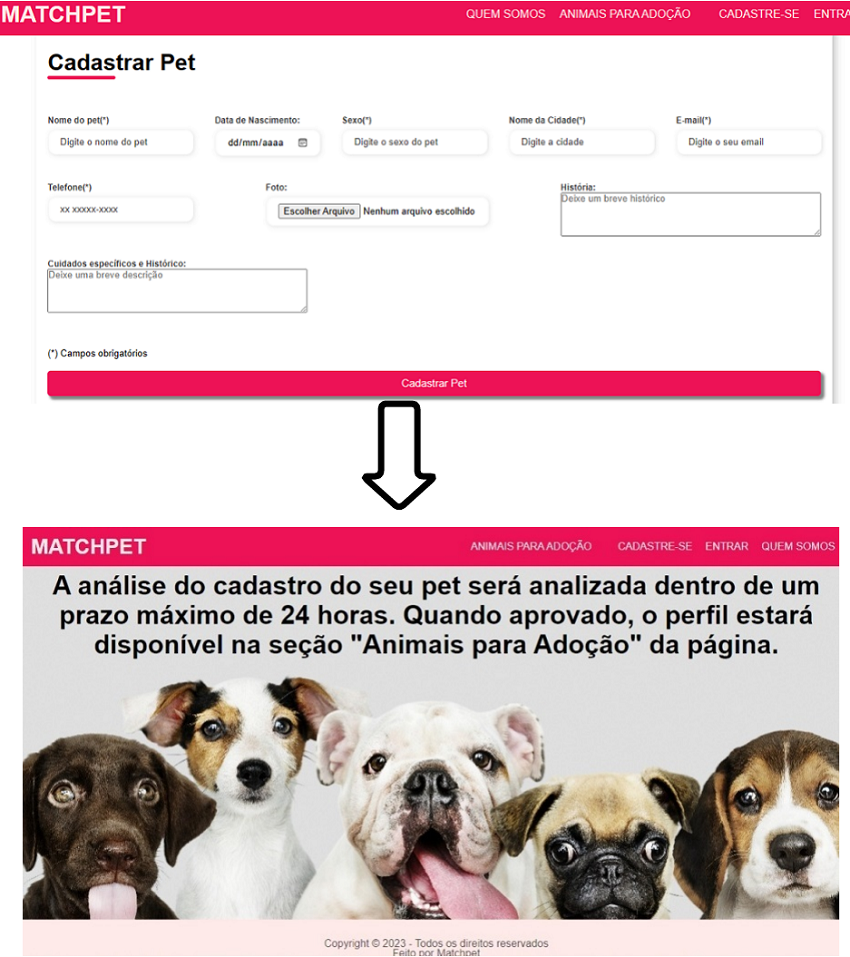 MATCHPET QUEM SOMOS ANIMAIS PARA ADOÇÃO CADASTRE-SE ENTRA
Cadastrar Pet
Nome do pet(*) Data de Nascimento: Sexo(*) Nome da Cidade(*) E-mail(*)
Digite o nome do pet dd/mm/aaaa Digite o sexo do pet Digite a cidade Digite o seu email
Telefone(*) Foto: História:
xx xxxxx-xxxx Escolher Arquivo Nenhum arquivo escolhido Deixe um breve histórico
Cuidados específicos e Histórico:
Deixe uma breve descrição
(*) Campos obrigatórios
Cadastrar Pet
MATCHPET ANIMAIS PARA ADOÇÃO CADASTRE-SE ENTRAR QUEM SOMOS
A análise do cadastro do seu pet será analizada dentro de um
prazo máximo de 24 horas. Quando aprovado, o perfil estará
disponível na seção "Animais para Adoção" da página.
Copyright © 2023 - Todos os direitos reservados
Feito por Matchpet